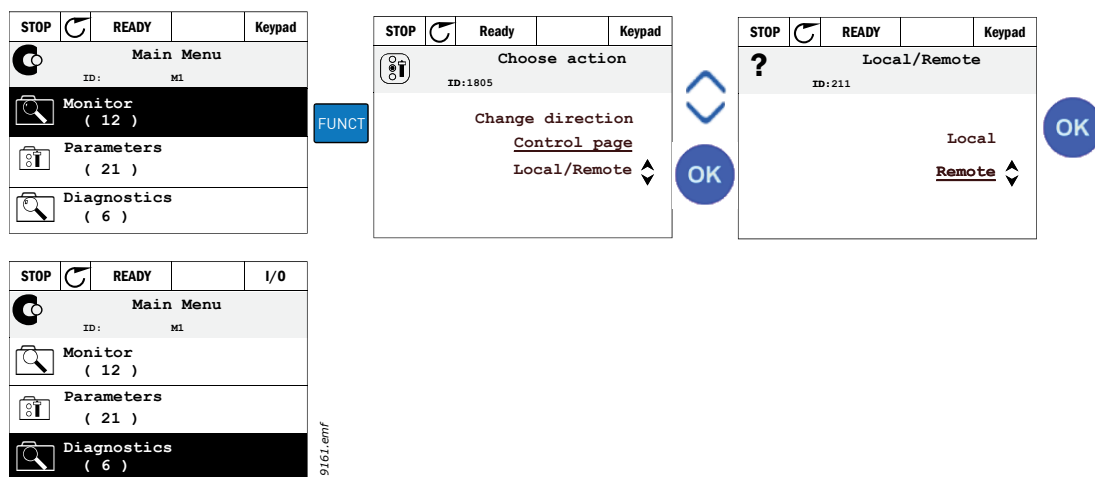 STOP READY Keypad
Main Menu
ID: M1
Monitor
( 12 )
Parameters
( 21 )
Diagnostics
( 6 )
FUNCT
STOP Ready Keypad
Choose action
ID:1805
Change direction
Control page
Local/Remote
OK
STOP READY Keypad
?
Local/Remote
ID:211
Local
Remote
OK
STOP READY I/O
Main Menu
ID: M1
Monitor
( 12 )
Parameters
( 21 )
Diagnostics
( 6 )
9161.emf